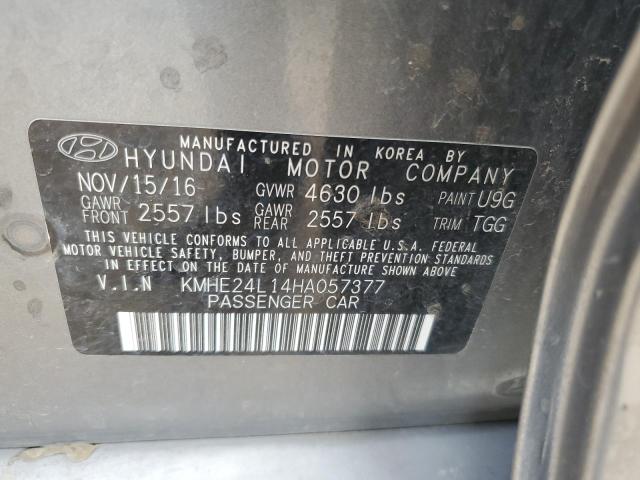 MANUFACTURED IN KOREA BY
HYUNDAI MOTOR COMPANY
NOV/15/16 GVWR 4630 lbs PAINT U9G
GAWR FRONT 2557 lbs GAWR REAR 2557 lbs TRIM TGG
THIS VEHICLE CONFORMS TO ALL APPLICABLE U.S.A. FEDERAL
MOTOR VEHICLE SAFETY, BUMPER, AND THEFT PREVENTION STANDARDS
IN EFFECT ON THE DATE OF MANUFACTURE SHOWN ABOVE.
V.I.N KMHE24L14HA057377
PASSENGER CAR